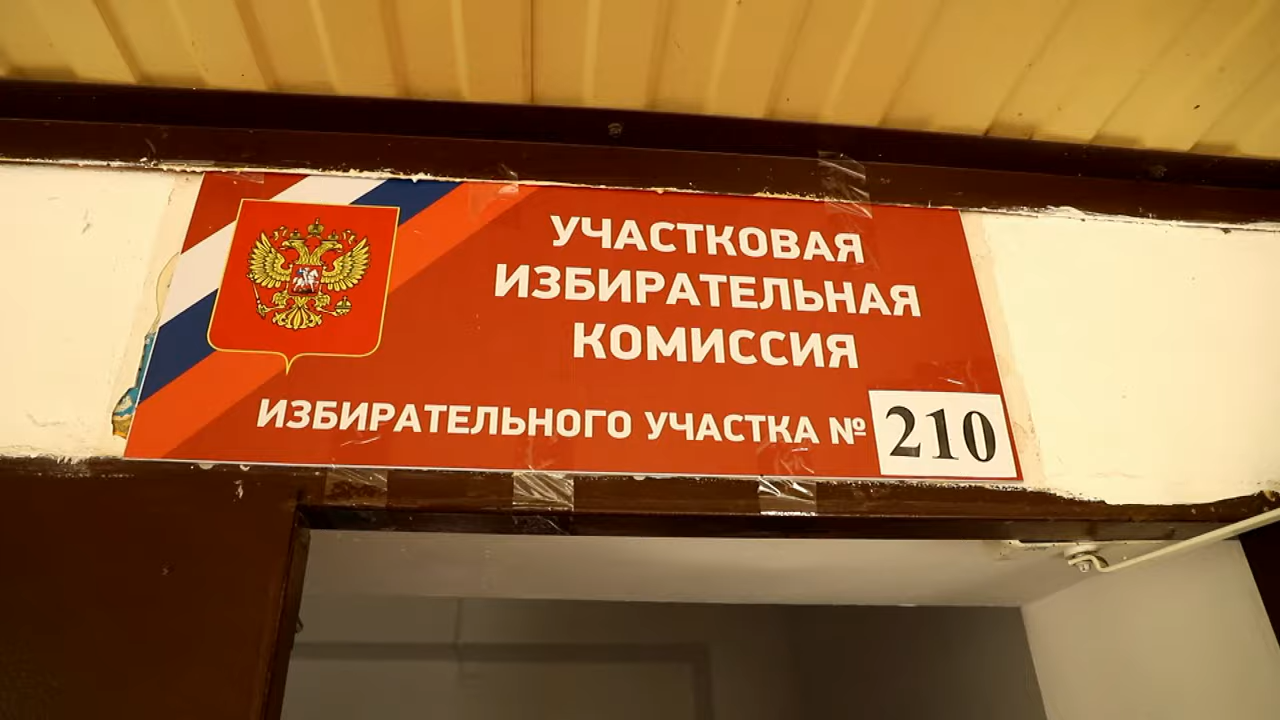 УЧАСТКОВАЯ
ИЗБИРАТЕЛЬНАЯ
КОМИССИЯ
ИЗБИРАТЕЛЬНОГО УЧАСТКА № 210